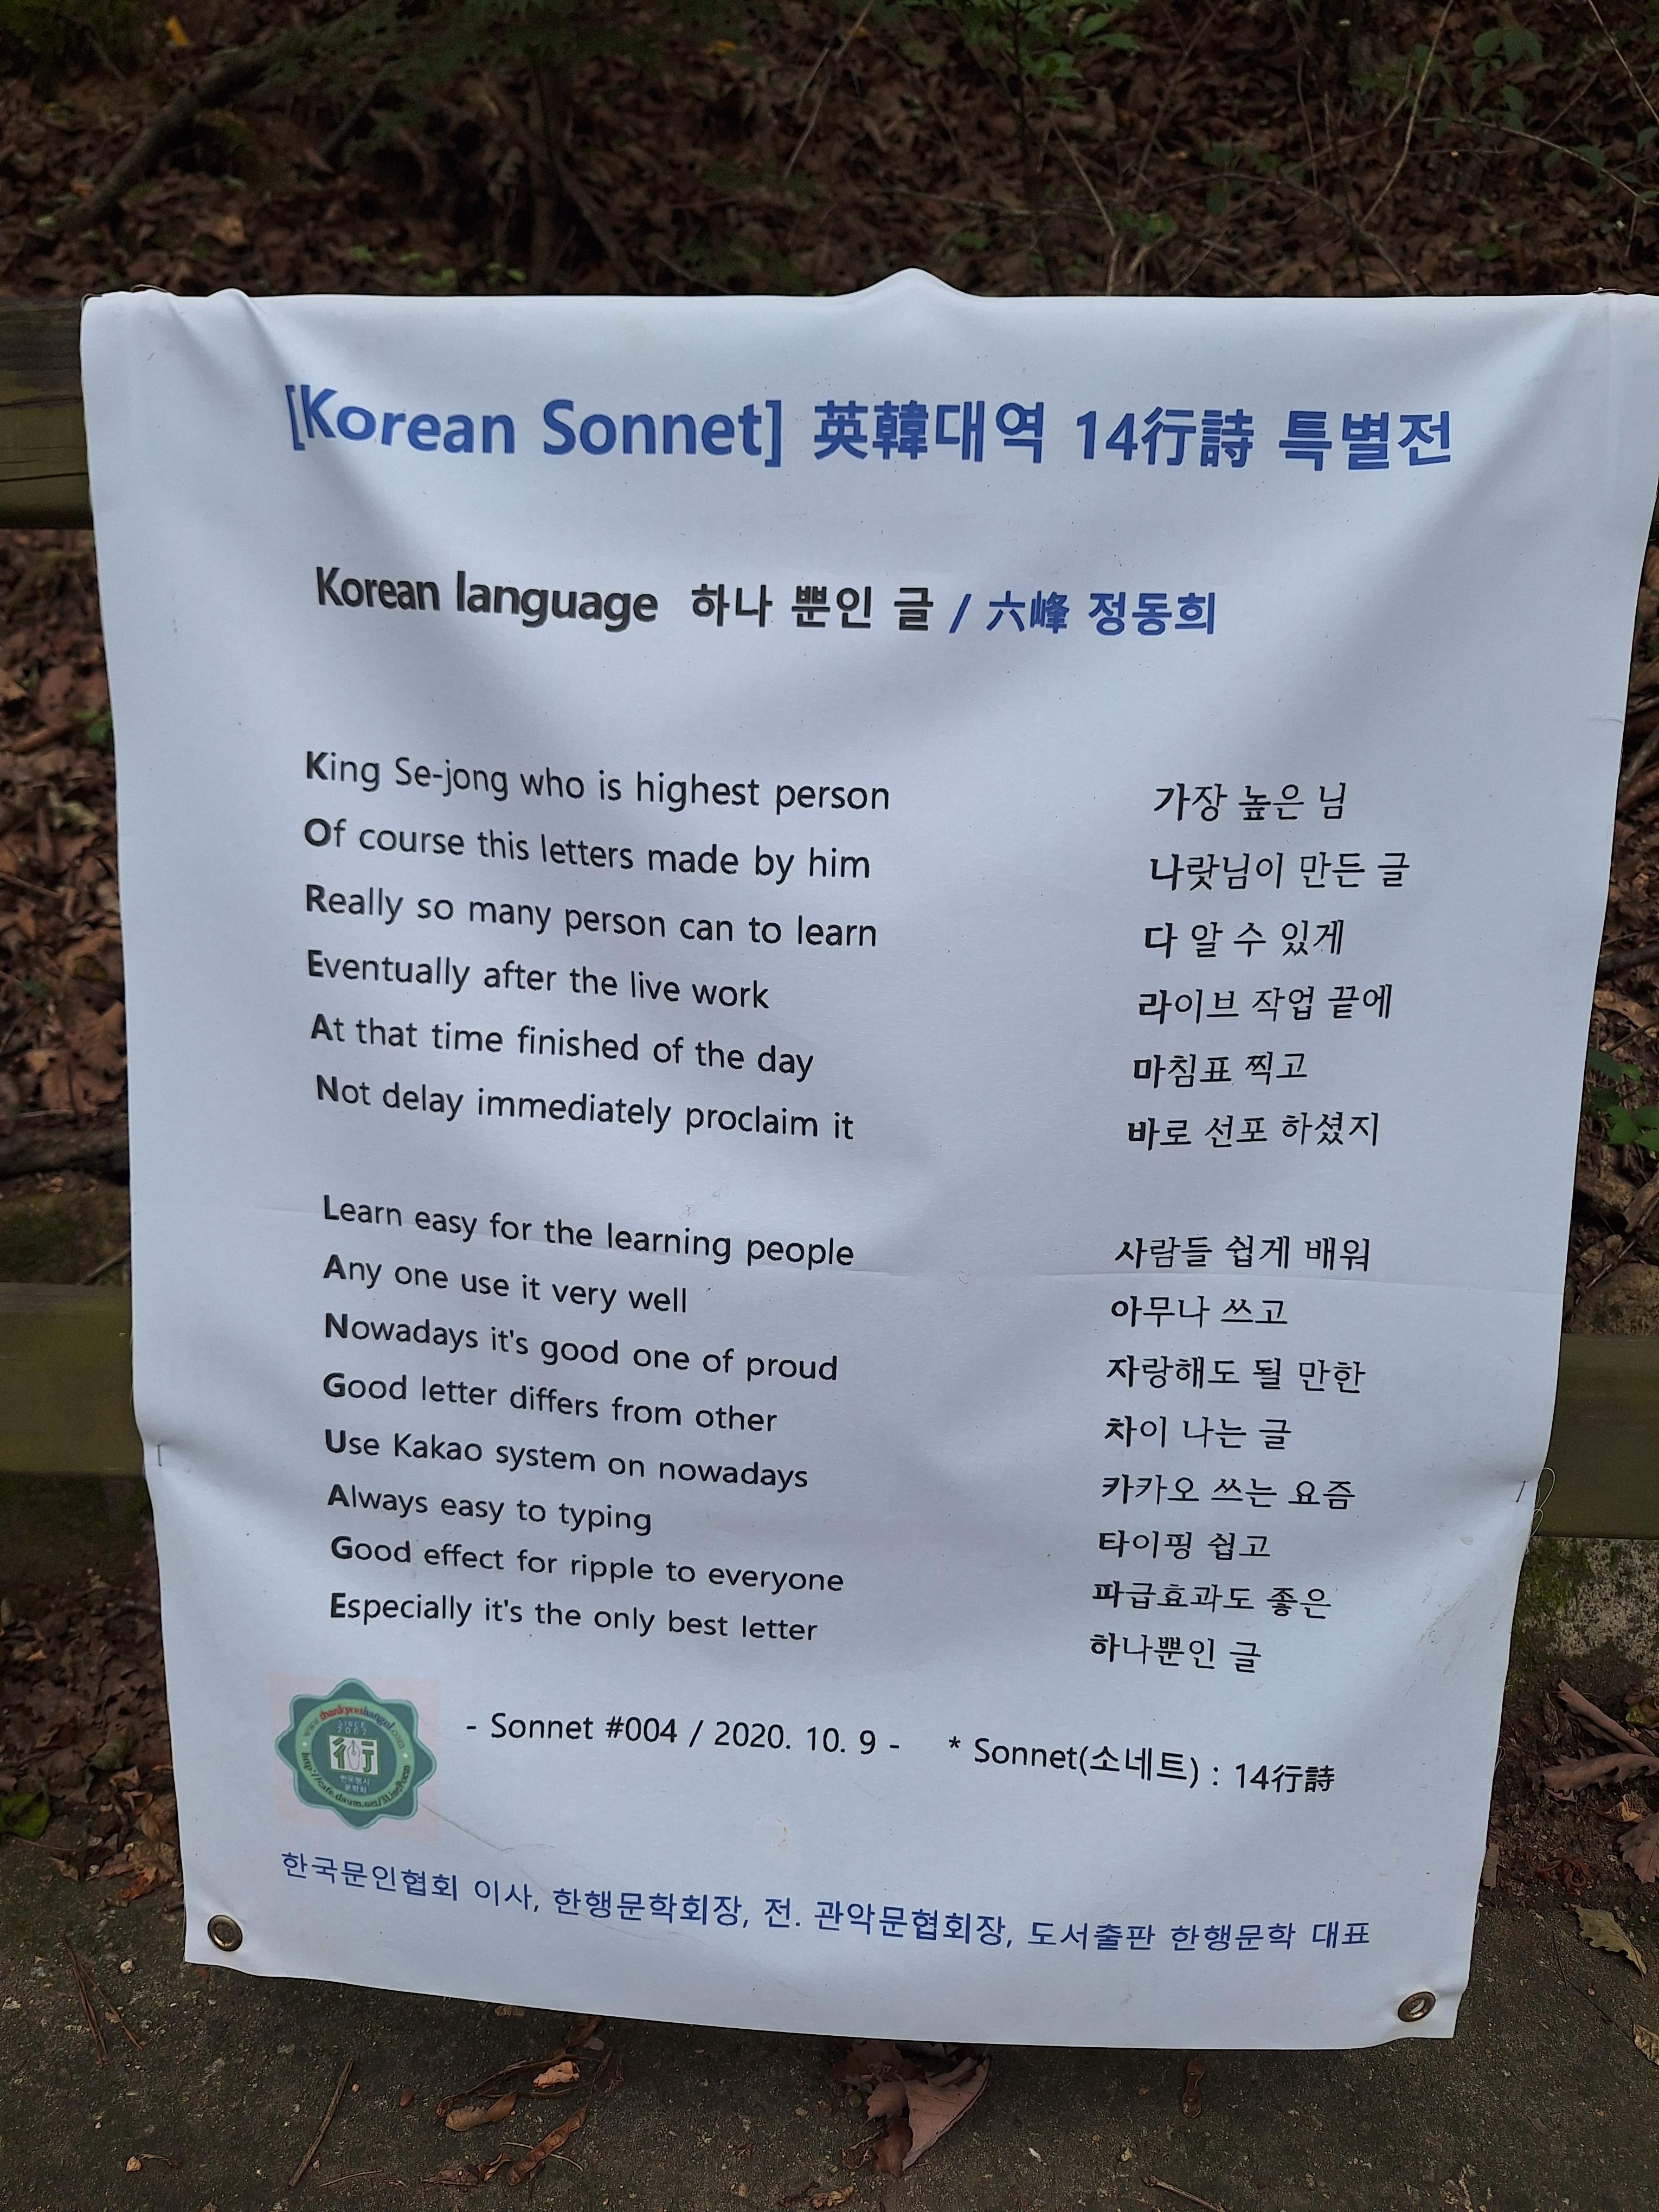 [Korean Sonnet] 英韓대역 14行詩 특별전
Korean language 하나 뿐인 글 / 六峰 정동희
King Se-jong who is highest person
Of course this letters made by him
Really so many person can to learn
Eventually after the live work
At that time finished of the day
Not delay immediately proclaim it
Learn easy for the learning people
Any one use it very well
Nowadays it's good one of proud
Good letter differs from other
Use Kakao system on nowadays
Always easy to typing
Good effect for ripple to everyone
Especially it's the only best letter
가장 높은 님
나랏님이 만든 글
다 알 수 있게
라이브 작업 끝에
마침표 찍고
바로 선포 하셨지
사람들 쉽게 배워
아무나 쓰고
자랑해도 될 만한
차이 나는 글
카카오 쓰는 요즘
타이핑 쉽고
파급효과도 좋은
하나뿐인 글
www.thankyouhangul.com
SINCE
行
한국행시
문학회
- Sonnet #004 / 2020. 10. 9 - * Sonnet(소네트) : 14行詩
한국문인협회 이사, 한행문학회장, 전. 관악문협회장, 도서출판 한행문학 대표